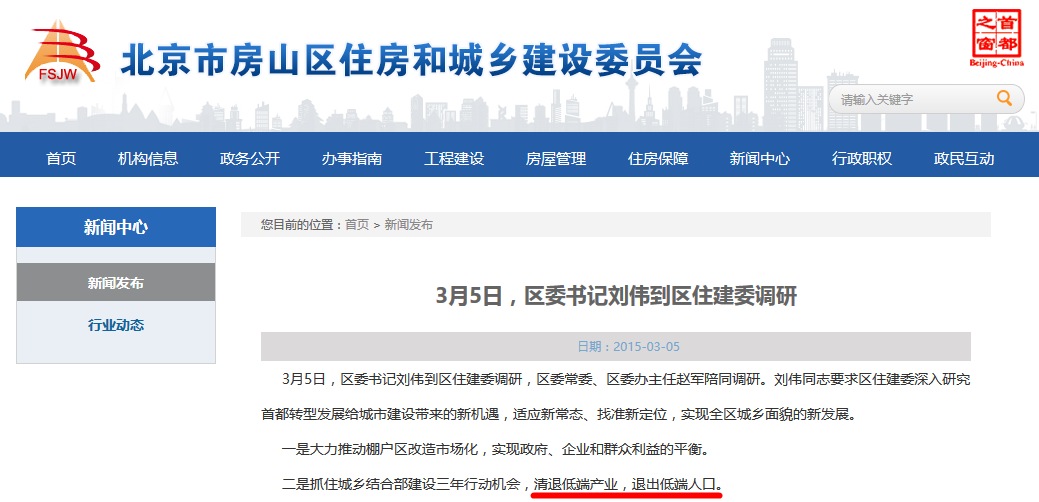 FSJW
北京市房山区住房和城乡建设委员会
首都
之窗
Beijing-China
请输入关键字
首页 机构信息 政务公开 办事指南 工程建设 房屋管理 住房保障 新闻中心 行政职权 政民互动
新闻中心
新闻发布
行业动态
您目前的位置：首页 > 新闻发布
3月5日，区委书记刘伟到区住建委调研
日期：2015-03-05
3月5日，区委书记刘伟到区住建委调研，区委常委、区委办主任赵军陪同调研。刘伟同志要求区住建委深入研究
首都转型发展给城市建设带来的新机遇，适应新常态、找准新定位，实现全区城乡面貌的新发展。
一是大力推动棚户区改造市场化，实现政府、企业和群众利益的平衡。
二是抓住城乡结合部建设三年行动机会，清退低端产业，退出低端人口。